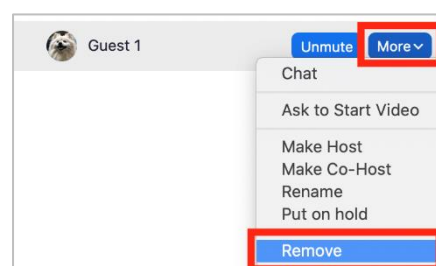 Guest 1
Unmute
More
Chat
Ask to Start Video
Make Host
Make Co-Host
Rename
Put on hold
Remove